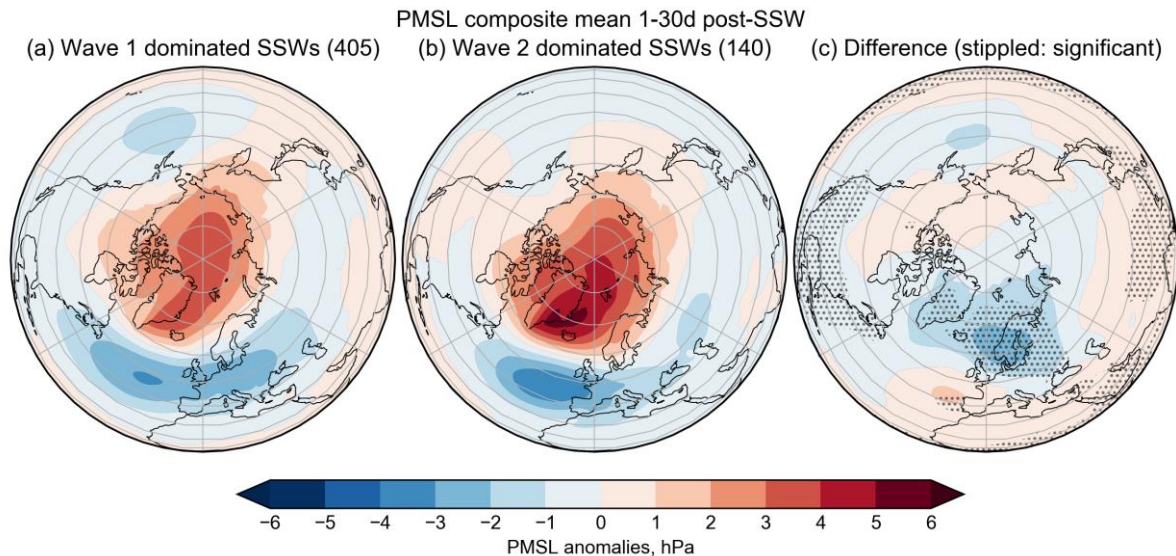 PMSL composite mean 1-30d post-SSW
(a) Wave 1 dominated SSWs (405)
(b) Wave 2 dominated SSWs (140)
(c) Difference (stippled: significant)
−6 −5 −4 −3 −2 −1 0 1 2 3 4 5 6
PMSL anomalies, hPa